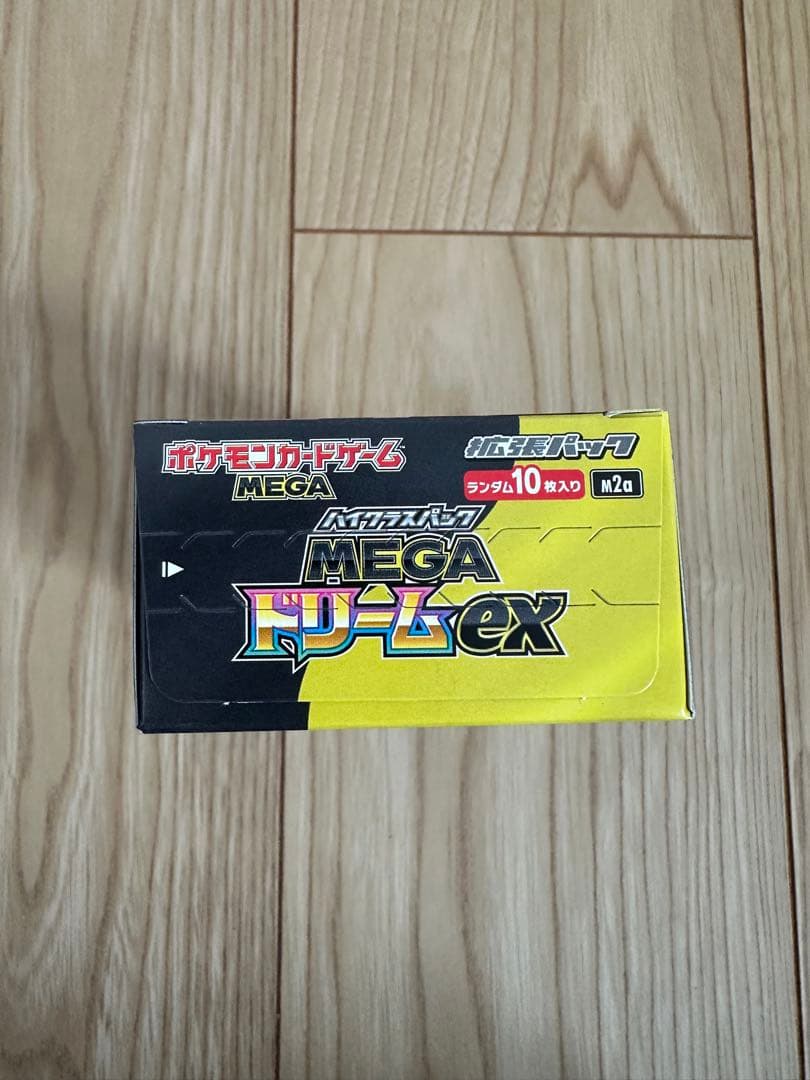 ポケモンカードゲーム
MEGA
拡張パック
ランダム10枚入り M2a
ハイクラスパック
MEGA
ドリームex